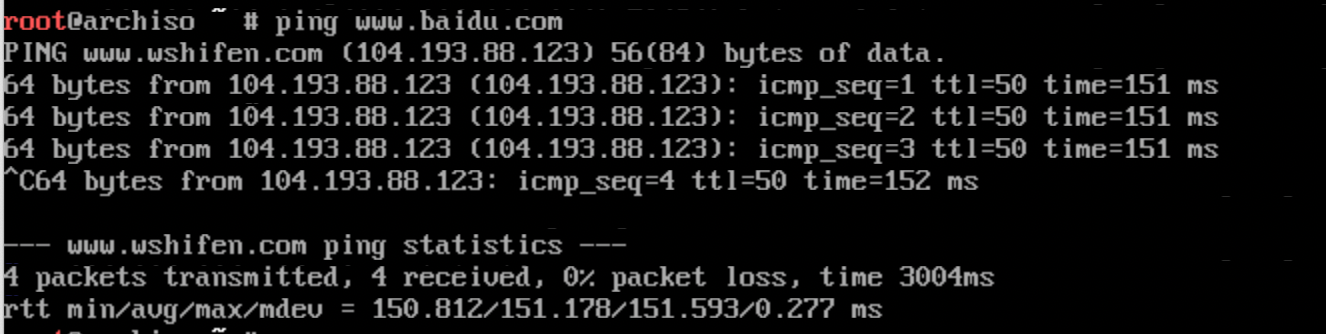 root@archiso ~ # ping www.baidu.com
PING www.wshifen.com (104.193.88.123) 56(84) bytes of data.
64 bytes from 104.193.88.123 (104.193.88.123): icmp_seq=1 ttl=50 time=151 ms
64 bytes from 104.193.88.123 (104.193.88.123): icmp_seq=2 ttl=50 time=151 ms
64 bytes from 104.193.88.123 (104.193.88.123): icmp_seq=3 ttl=50 time=151 ms
^C64 bytes from 104.193.88.123: icmp_seq=4 ttl=50 time=152 ms
--- www.wshifen.com ping statistics ---
4 packets transmitted, 4 received, 0% packet loss, time 3004ms
rtt min/avg/max/mdev = 150.812/151.178/151.593/0.277 ms